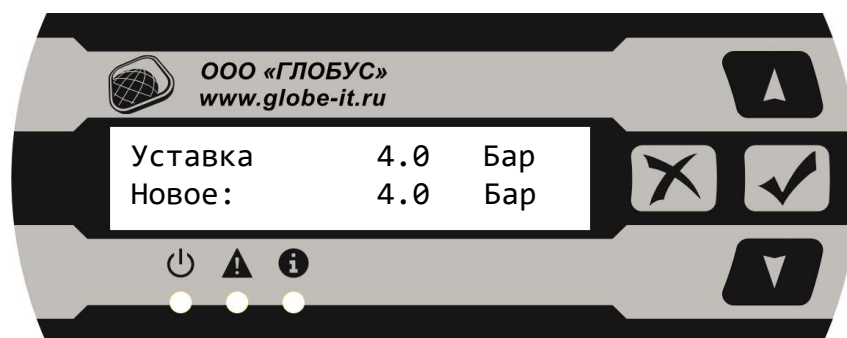 ООО «ГЛОБУС»
www.globe-it.ru
Уставка 4.0 Бар
Новое: 4.0 Бар